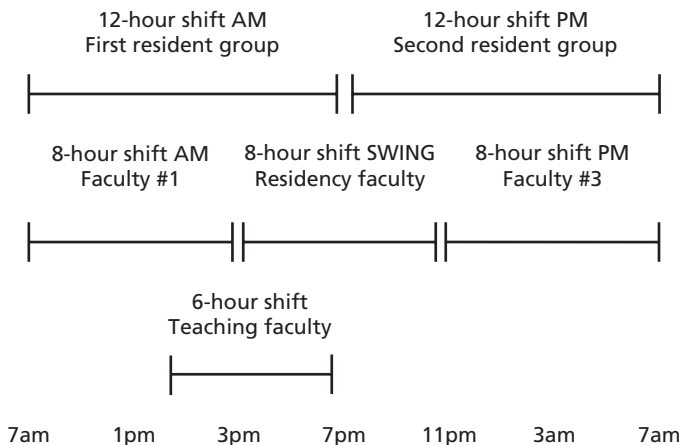 12-hour shift AM
First resident group
12-hour shift PM
Second resident group
8-hour shift AM
Faculty #1
8-hour shift SWING
Residency faculty
8-hour shift PM
Faculty #3
6-hour shift
Teaching faculty
7am 1pm 3pm 7pm 11pm 3am 7am